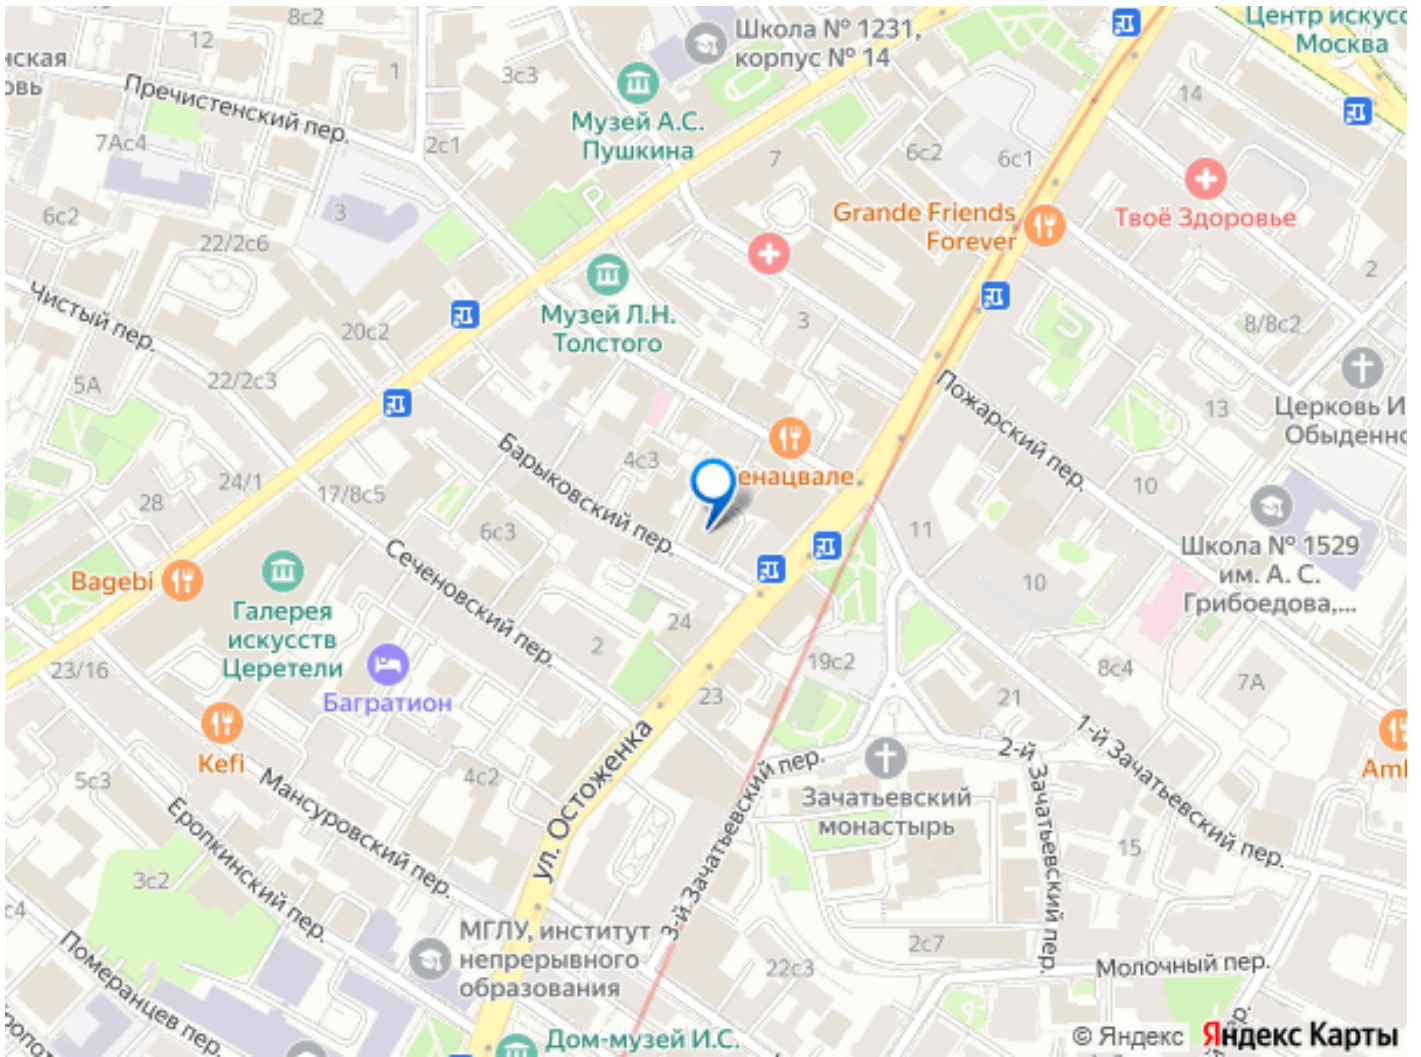 8с2
12
нская
овь
1
3с3
Школа № 1231,
корпус № 14
Центр искусс
Москва
Пречистенский пер.
7Ас4
2с1
Музей А.С.
Пушкина
7
6с2
6с1
14
Твоё Здоровье
Grande Friends
Forever
6с2
3
22/2с6
Чистый пер.
20с2
Музей Л.Н.
Толстого
3
2
8/8с2
5А
22/2с3
Пожарский пер.
13
Церковь И
Обыденно
24/1
28
17/8с5
Барыковский пер.
4с3
енацвале
10
11
6с3
Сеченовский пер.
Школа № 1529
им. А. С.
Грибоедова,...
10
Bagebi
Галерея
искусств
Церетели
2
24
23/16
Багратион
23
19с2
21
8с4
7А
Kefi
ул. Остоженка
2-й Зачатьевский пер.
1-й Зачатьевский пер.
3-й Зачатьевский пер.
Aml
5с3
4с2
Мансуровский пер.
Еропкинский пер.
Зачатьевский
монастырь
15
3с2
с4
Померанцев пер.
МГЛУ, институт
непрерывного
образования
22с3
2с7
Молочный пер.
Дом-музей И.С.
© Яндекс
Яндекс Карты